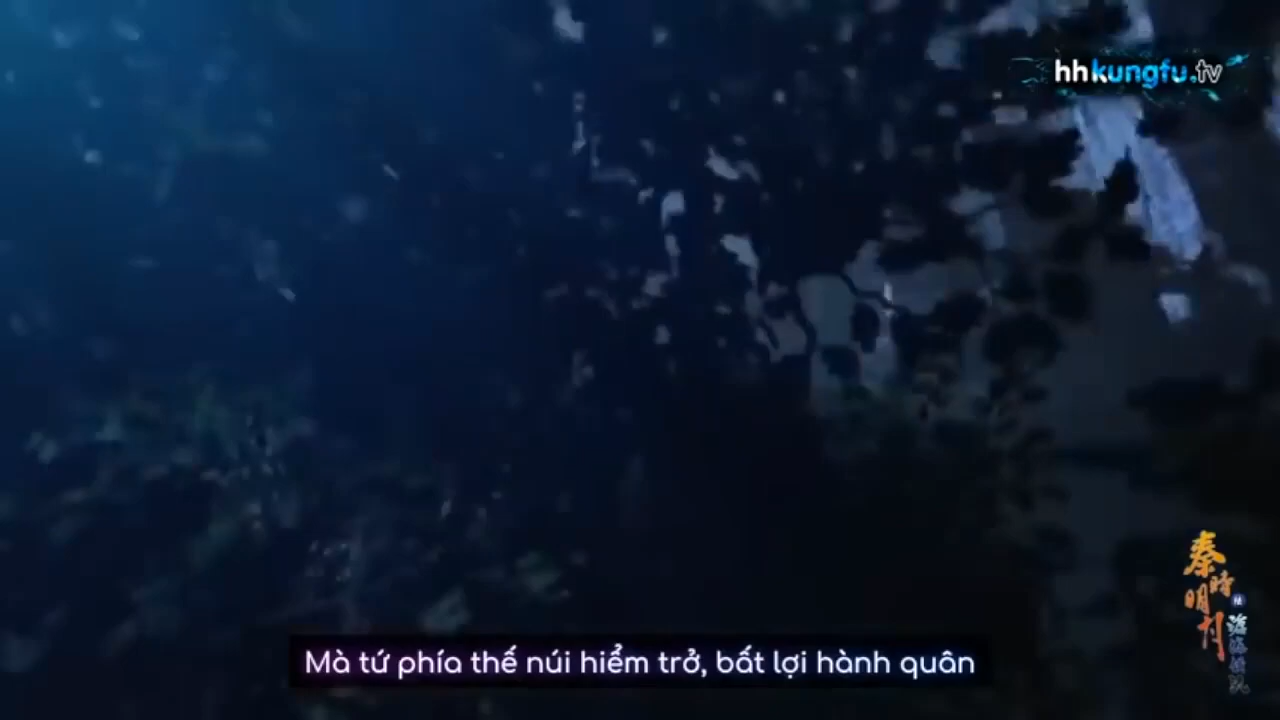 hhkungfu.tv
秦時明月
Mà tứ phía thế núi hiểm trở, bất lợi hành quân